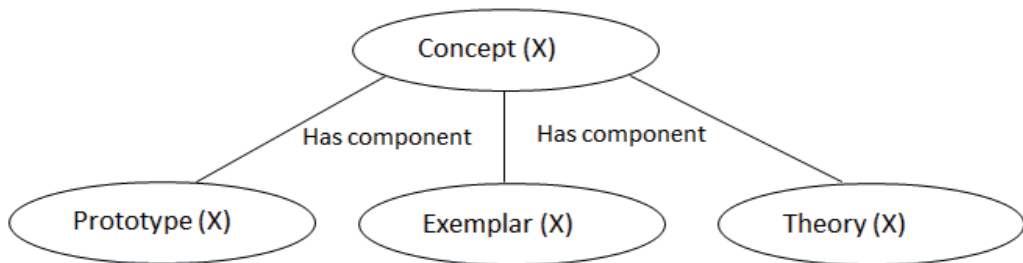 Concept (X)
Has component
Has component
Prototype (X)
Exemplar (X)
Theory (X)